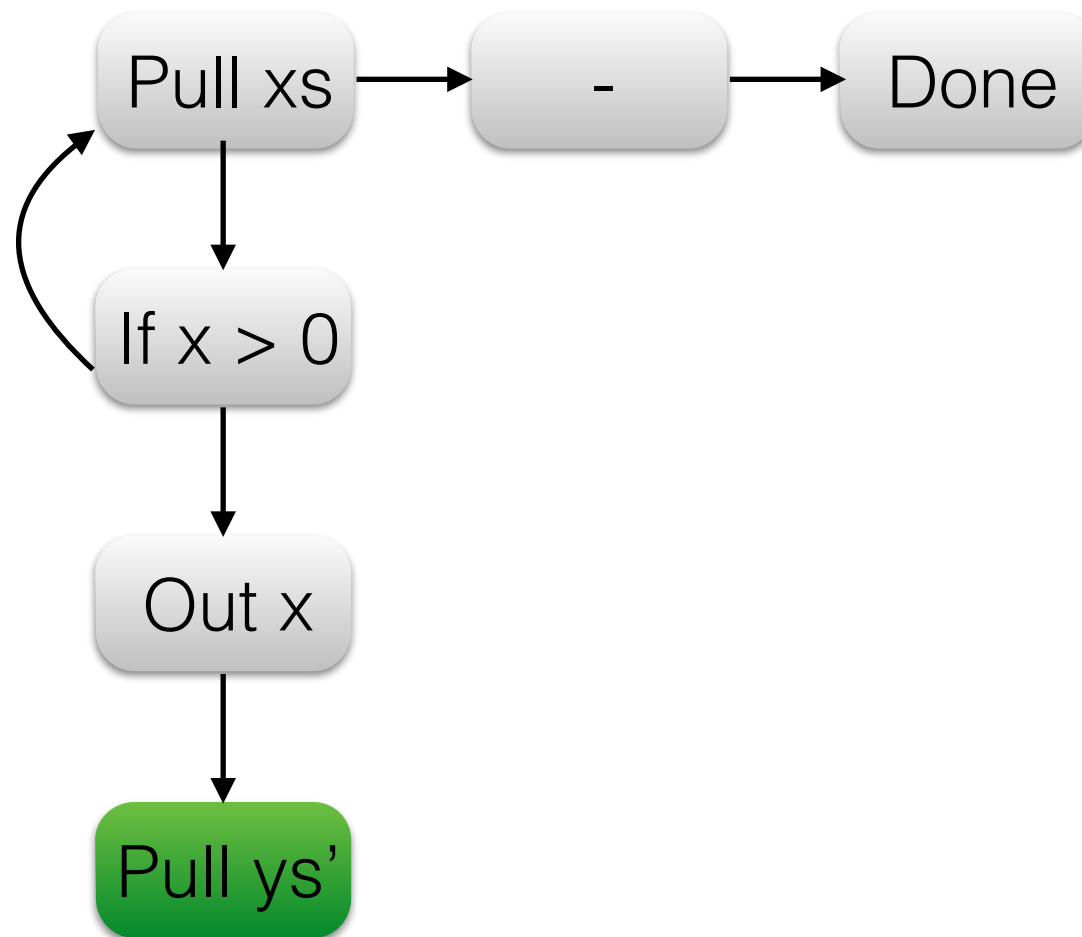 Pull xs
-
Done
If x > 0
Out x
Pull ys’